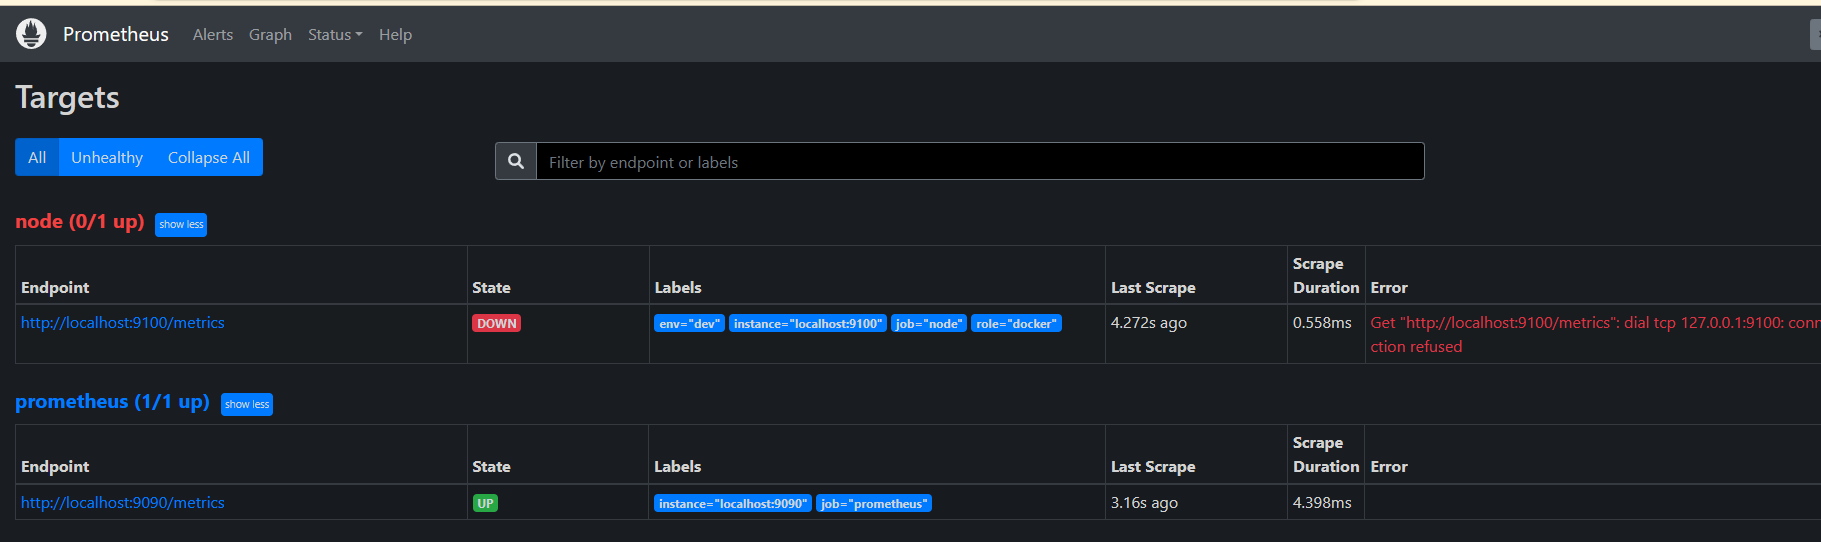 Prometheus Alerts Graph Status Help
Targets
All Unhealthy Collapse All
Filter by endpoint or labels
node (0/1 up) show less
Scrape
Endpoint State Labels Last Scrape Duration Error
http://localhost:9100/metrics DOWN env="dev" instance="localhost:9100" job="node" role="docker" 4.272s ago 0.558ms Get "http://localhost:9100/metrics": dial tcp 127.0.0.1:9100: conn
ction refused
prometheus (1/1 up) show less
Scrape
Endpoint State Labels Last Scrape Duration Error
http://localhost:9090/metrics UP instance="localhost:9090" job="prometheus" 3.16s ago 4.398ms